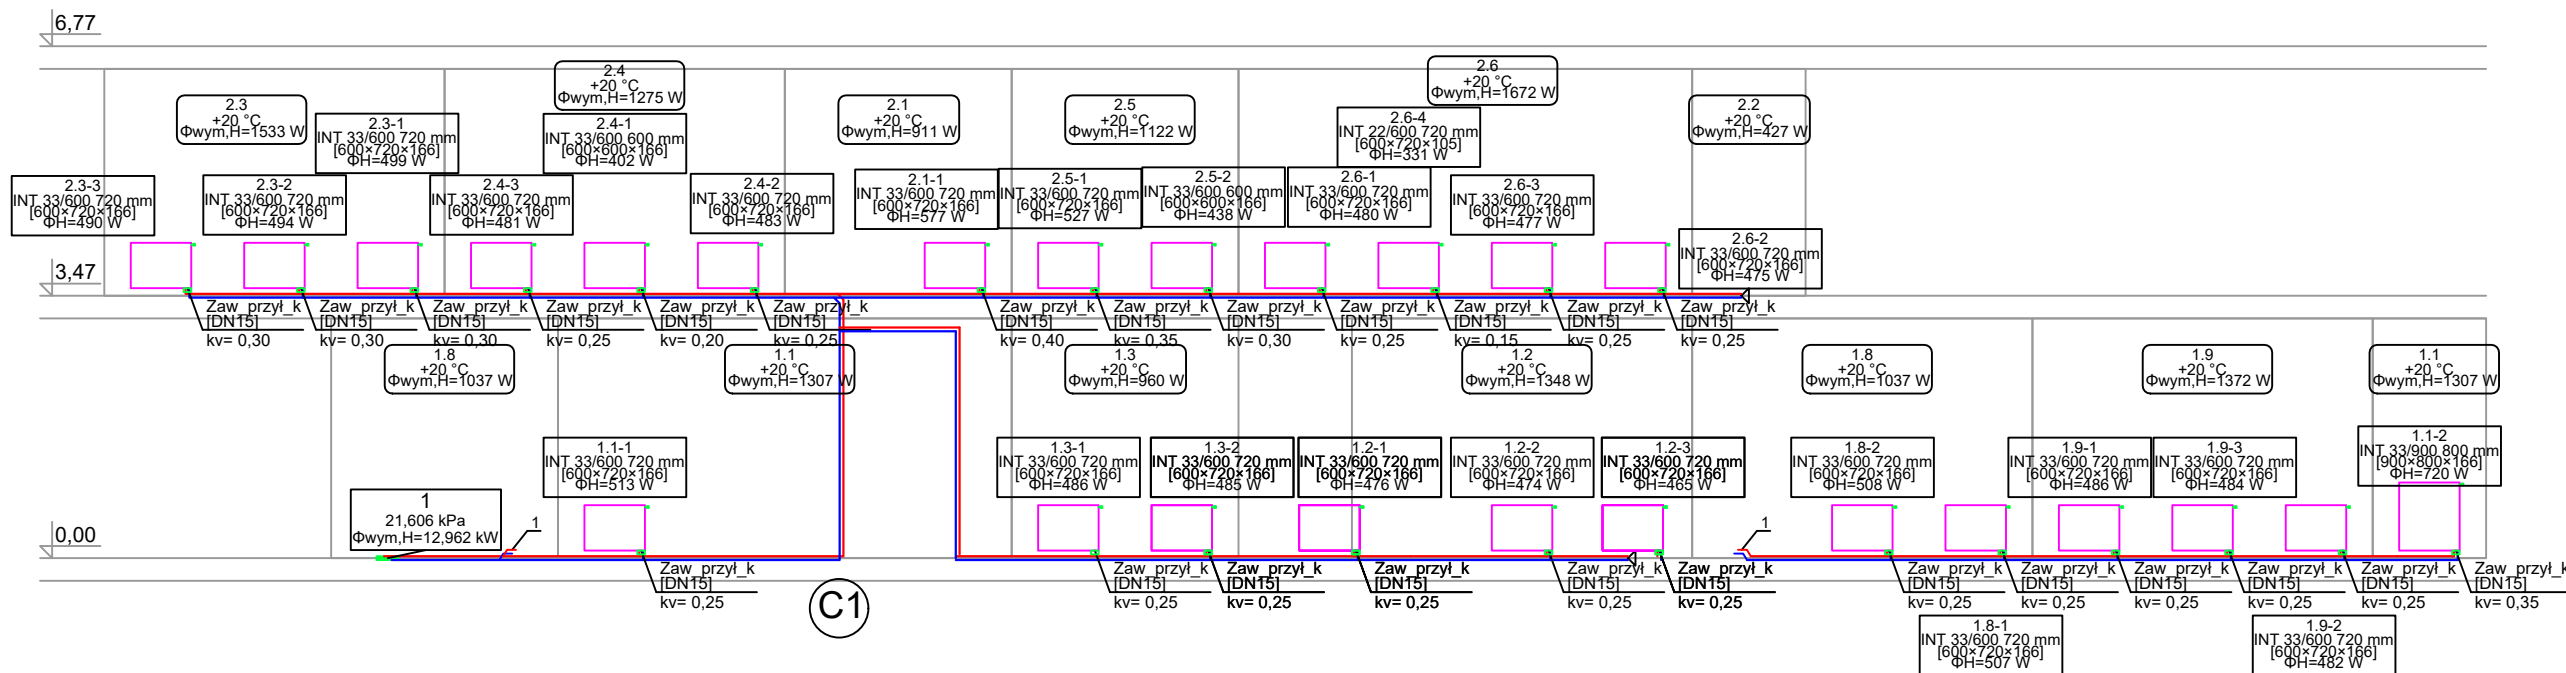 6,77
2.4
+20 °C
Φwym,H=1275 W
2.6
+20 °C
Φwym,H=1672 W
2.3
+20 °C
Φwym,H=1533 W
2.1
+20 °C
Φwym,H=911 W
2.5
+20 °C
Φwym,H=1122 W
2.2
+20 °C
Φwym,H=427 W
2.3-1
INT 33/600 720 mm
[600×720×166]
ΦH=499 W
2.4-1
INT 33/600 600 mm
[600×600×166]
ΦH=402 W
2.6-4
INT 22/600 720 mm
[600×720×105]
ΦH=331 W
2.3-3
INT 33/600 720 mm
[600×720×166]
ΦH=490 W
2.3-2
INT 33/600 720 mm
[600×720×166]
ΦH=494 W
2.4-3
INT 33/600 720 mm
[600×720×166]
ΦH=481 W
2.4-2
INT 33/600 720 mm
[600×720×166]
ΦH=483 W
2.1-1
INT 33/600 720 mm
[600×720×166]
ΦH=577 W
2.5-1
INT 33/600 720 mm
[600×720×166]
ΦH=527 W
2.5-2
INT 33/600 600 mm
[600×600×166]
ΦH=438 W
2.6-1
INT 33/600 720 mm
[600×720×166]
ΦH=480 W
2.6-3
INT 33/600 720 mm
[600×720×166]
ΦH=477 W
2.6-2
INT 33/600 720 mm
[600×720×166]
ΦH=475 W
3,47
Zaw_przył_k
[DN15]
kv= 0,30
Zaw_przył_k
[DN15]
kv= 0,30
Zaw_przył_k
[DN15]
kv= 0,30
Zaw_przył_k
[DN15]
kv= 0,25
Zaw_przył_k
[DN15]
kv= 0,20
Zaw_przył_k
[DN15]
kv= 0,25
Zaw_przył_k
[DN15]
kv= 0,40
Zaw_przył_k
[DN15]
kv= 0,35
Zaw_przył_k
[DN15]
kv= 0,30
Zaw_przył_k
[DN15]
kv= 0,25
Zaw_przył_k
[DN15]
kv= 0,15
Zaw_przył_k
[DN15]
kv= 0,25
Zaw_przył_k
[DN15]
kv= 0,25
1.8
+20 °C
Φwym,H=1037 W
1.1
+20 °C
Φwym,H=1307 W
1.3
+20 °C
Φwym,H=960 W
1.2
+20 °C
Φwym,H=1348 W
1.8
+20 °C
Φwym,H=1037 W
1.9
+20 °C
Φwym,H=1372 W
1.1
+20 °C
Φwym,H=1307 W
1.1-1
INT 33/600 720 mm
[600×720×166]
ΦH=513 W
1.3-1
INT 33/600 720 mm
[600×720×166]
ΦH=486 W
1.3-2
INT 33/600 720 mm
[600×720×166]
ΦH=485 W
1.2-1
INT 33/600 720 mm
[600×720×166]
ΦH=476 W
1.2-2
INT 33/600 720 mm
[600×720×166]
ΦH=474 W
1.2-3
INT 33/600 720 mm
[600×720×166]
ΦH=465 W
1.8-2
INT 33/600 720 mm
[600×720×166]
ΦH=508 W
1.9-1
INT 33/600 720 mm
[600×720×166]
ΦH=486 W
1.9-3
INT 33/600 720 mm
[600×720×166]
ΦH=484 W
1.1-2
INT 33/900 800 mm
[900×800×166]
ΦH=720 W
1
21,606 kPa
Φwym,H=12,962 kW
1
1
0,00
Zaw_przył_k
[DN15]
kv= 0,25
C1
Zaw_przył_k
[DN15]
kv= 0,25
Zaw_przył_k
[DN15]
kv= 0,25
Zaw_przył_k
[DN15]
kv= 0,25
Zaw_przył_k
[DN15]
kv= 0,25
Zaw_przył_k
[DN15]
kv= 0,25
Zaw_przył_k
[DN15]
kv= 0,25
Zaw_przył_k
[DN15]
kv= 0,25
Zaw_przył_k
[DN15]
kv= 0,25
Zaw_przył_k
[DN15]
kv= 0,25
Zaw_przył_k
[DN15]
kv= 0,25
Zaw_przył_k
[DN15]
kv= 0,35
1.8-1
INT 33/600 720 mm
[600×720×166]
ΦH=507 W
1.9-2
INT 33/600 720 mm
[600×720×166]
ΦH=482 W